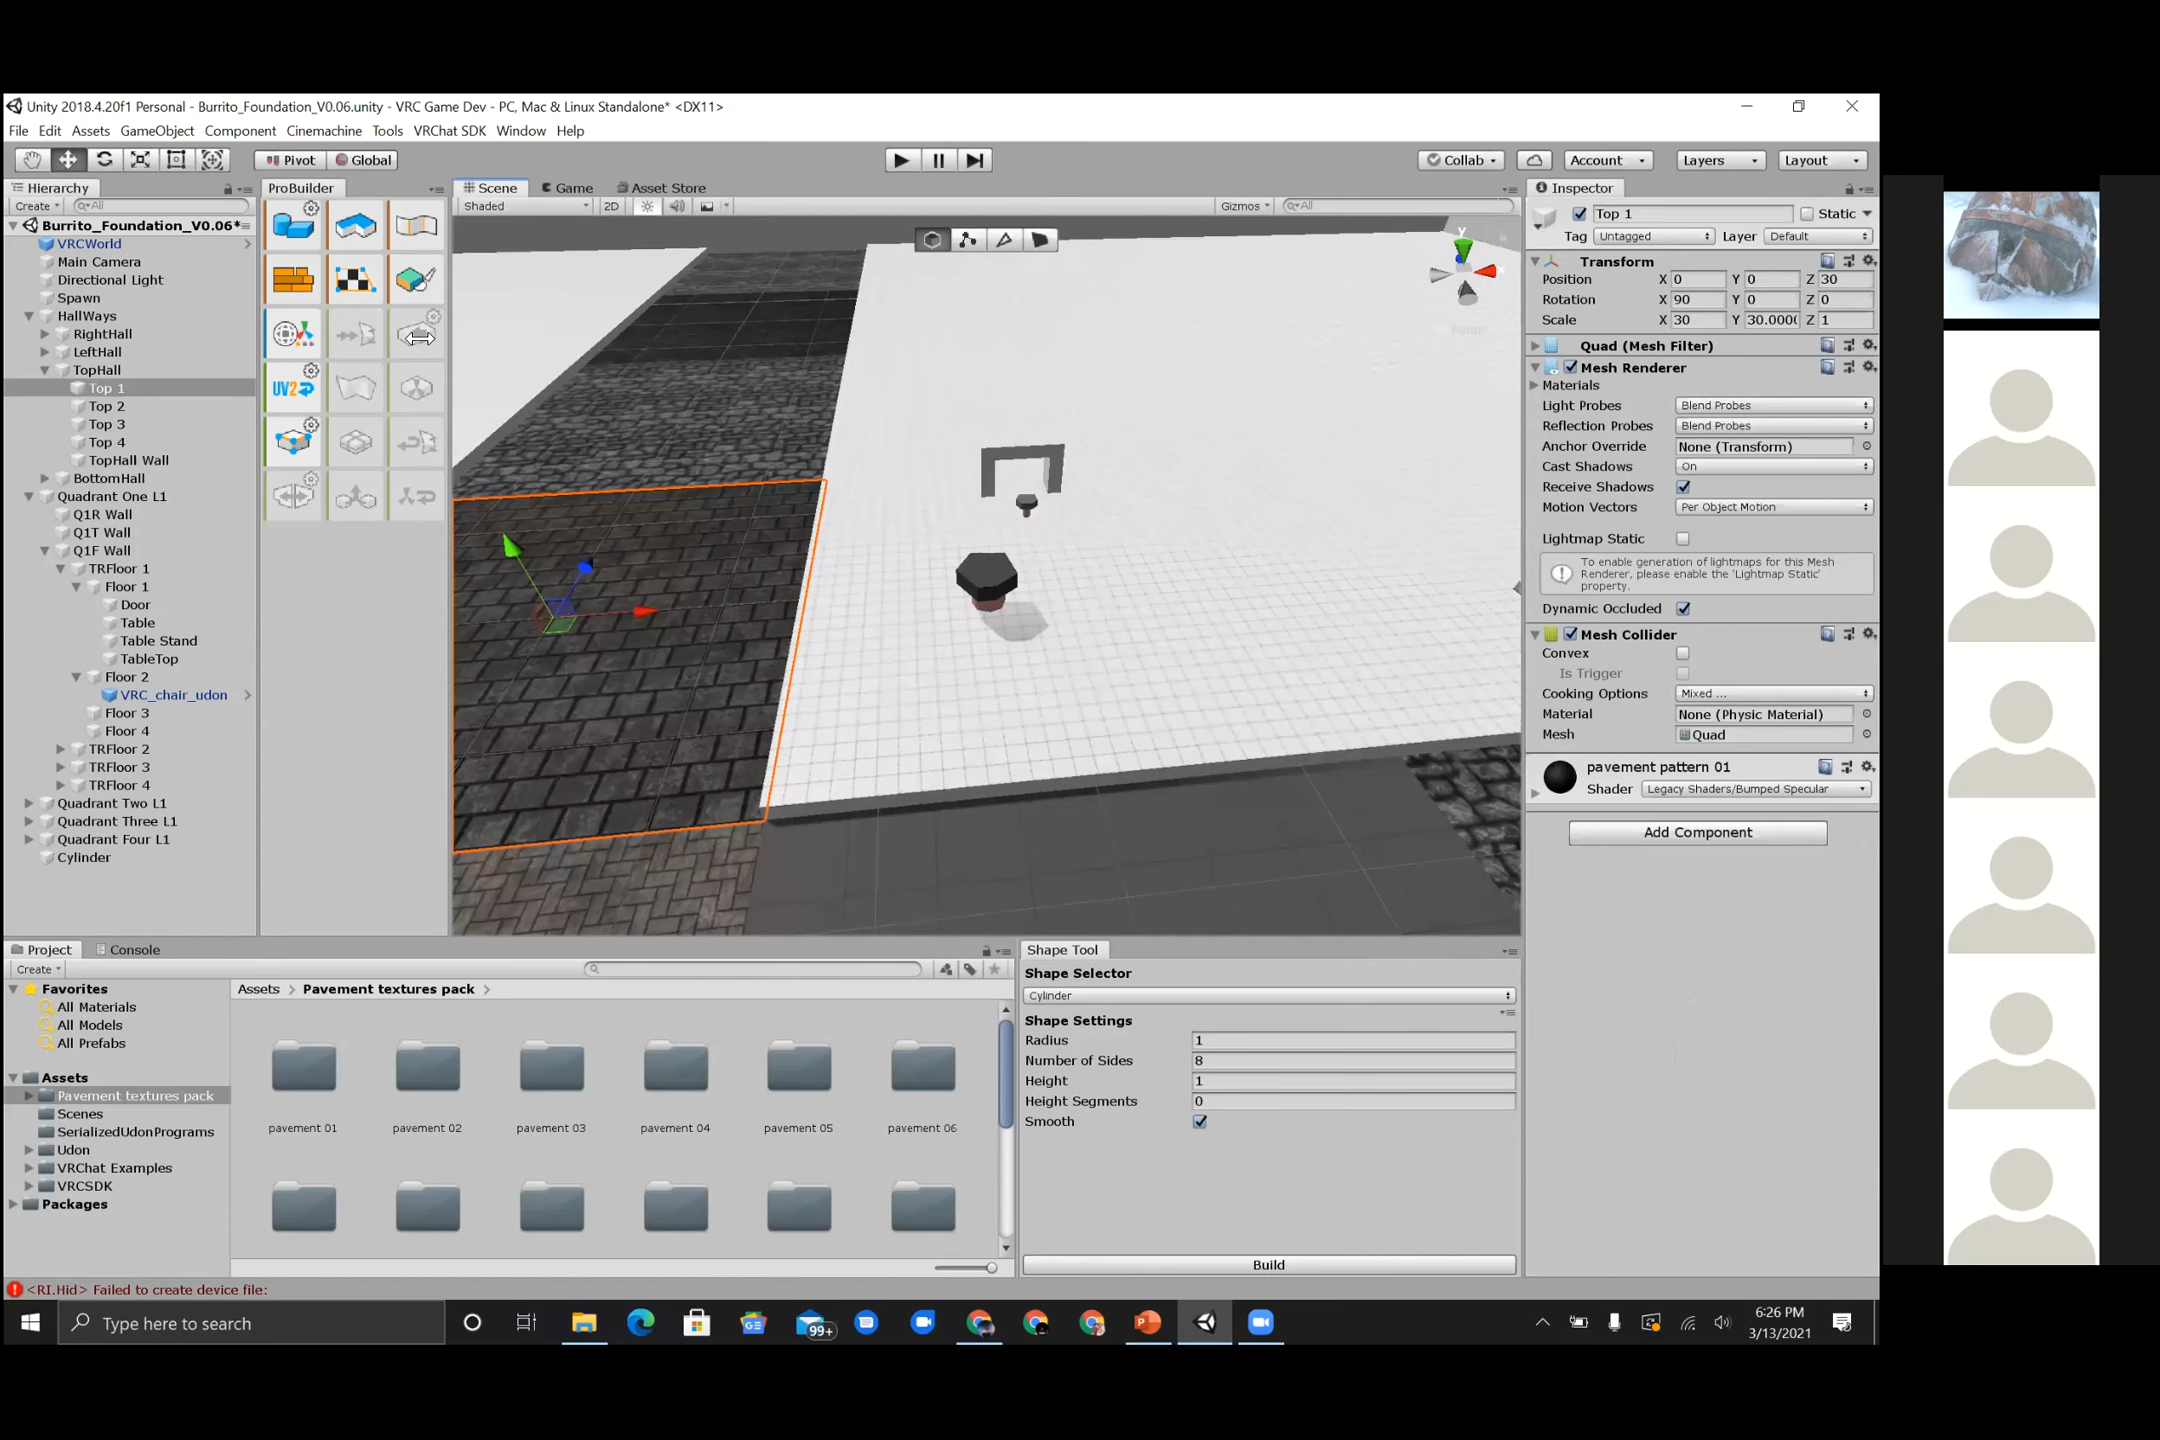 Unity 2018.4.20f1 Personal - Burrito_Foundation_V0.06.unity - VRC Game Dev - PC, Mac & Linux Standalone* <DX11>
File Edit Assets GameObject Component Cinemachine Tools VRChat SDK Window Help
Pivot Global Collab Account Layers Layout
Hierarchy
Create All
Burrito_Foundation_V0.06*
VRCWorld
Main Camera
Directional Light
Spawn
HallWays
RightHall
LeftHall
TopHall
Top 1
Top 2
Top 3
Top 4
TopHall Wall
BottomHall
Quadrant One L1
Q1R Wall
Q1T Wall
Q1F Wall
TRFloor 1
Floor 1
Door
Table
Table Stand
TableTop
Floor 2
VRC_chair_udon
Floor 3
Floor 4
TRFloor 2
TRFloor 3
TRFloor 4
Quadrant Two L1
Quadrant Three L1
Quadrant Four L1
Cylinder
ProBuilder
UV2
Scene Game Asset Store
Shaded 2D Gizmos All
y
x
Inspector
Top 1 Static
Tag Untagged Layer Default
Transform
Position X 0 Y 0 Z 30
Rotation X 90 Y 0 Z 0
Scale X 30 Y 30.000( Z 1
Quad (Mesh Filter)
Mesh Renderer
Materials
Light Probes Blend Probes
Reflection Probes Blend Probes
Anchor Override None (Transform)
Cast Shadows On
Receive Shadows
Motion Vectors Per Object Motion
Lightmap Static
To enable generation of lightmaps for this Mesh
Renderer, please enable the 'Lightmap Static'
property.
Dynamic Occluded
Mesh Collider
Convex
Is Trigger
Cooking Options Mixed ...
Material None (Physic Material)
Mesh Quad
pavement pattern 01
Shader Legacy Shaders/Bumped Specular
Add Component
Project Console
Create
Favorites
All Materials
All Models
All Prefabs
Assets
Pavement textures pack
Scenes
SerializedUdonPrograms
Udon
VRChat Examples
VRCSDK
Packages
Assets > Pavement textures pack >
pavement 01 pavement 02 pavement 03 pavement 04 pavement 05 pavement 06
Shape Tool
Shape Selector
Cylinder
Shape Settings
Radius 1
Number of Sides 8
Height 1
Height Segments 0
Smooth
Build
<RI.Hid> Failed to create device file:
Type here to search
GE
99+
P
6:26 PM
3/13/2021